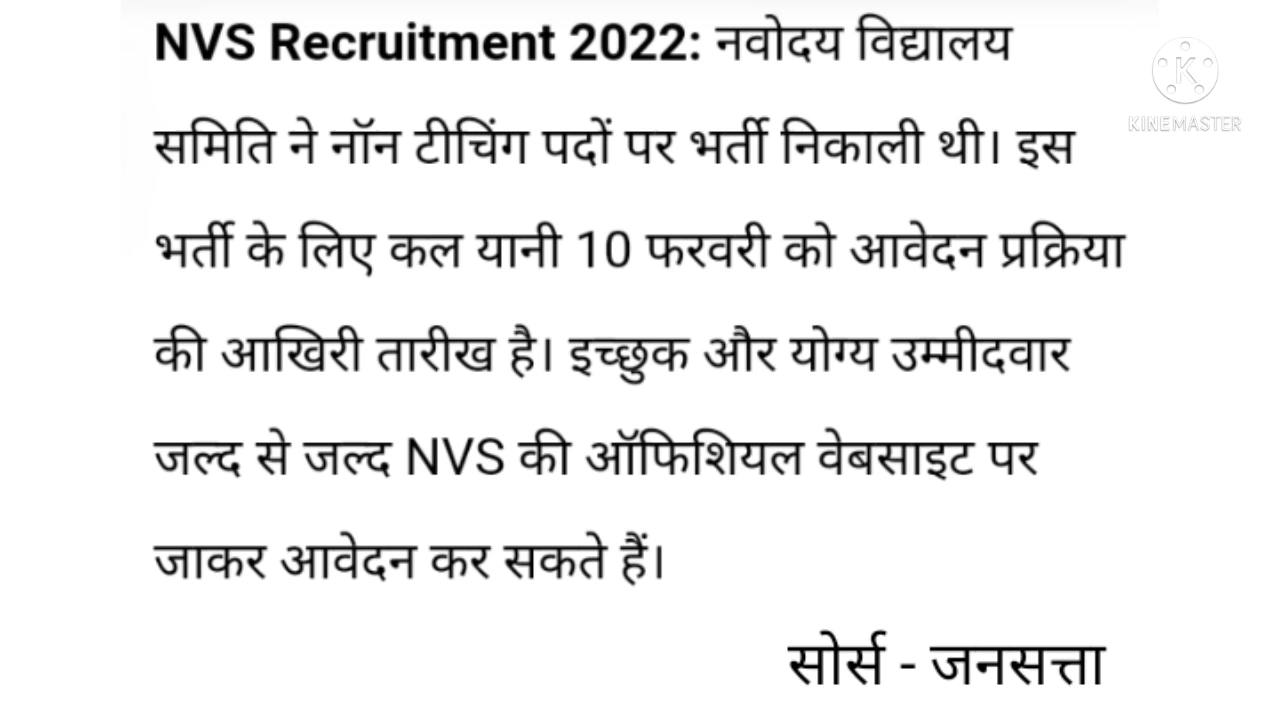 NVS Recruitment 2022: नवोदय विद्यालय
समिति ने नॉन टीचिंग पदों पर भर्ती निकाली थी। इस
भर्ती के लिए कल यानी 10 फरवरी को आवेदन प्रक्रिया
की आखिरी तारीख है। इच्छुक और योग्य उम्मीदवार
जल्द से जल्द NVS की ऑफिशियल वेबसाइट पर
जाकर आवेदन कर सकते हैं।
सोर्स - जनसत्ता
K
KINEMASTER